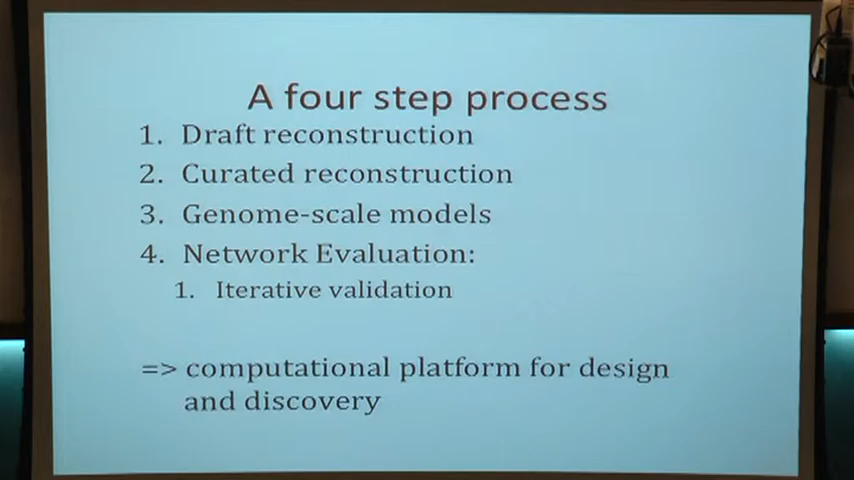 A four step process
1. Draft reconstruction
2. Curated reconstruction
3. Genome-scale models
4. Network Evaluation:
1. Iterative validation
=> computational platform for design
and discovery